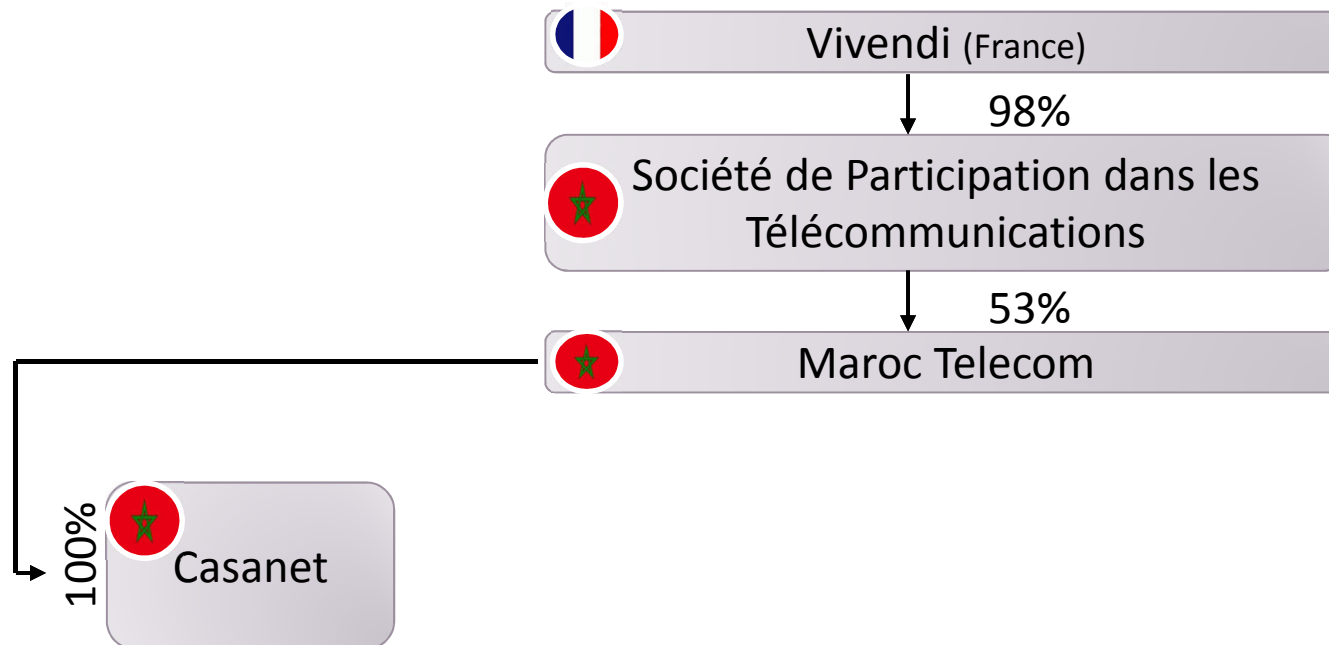 Vivendi (France)
98%
Société de Participation dans les
Télécommunications
53%
Maroc Telecom
100%
Casanet